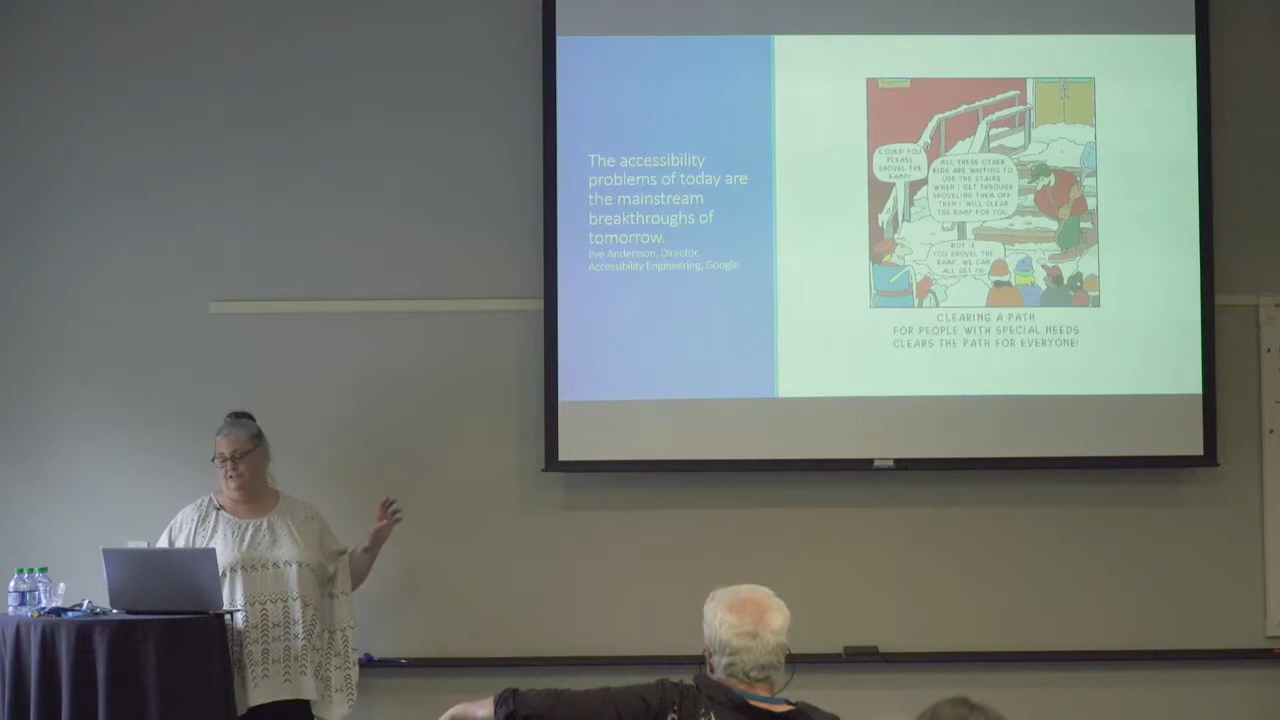 The accessibility
problems of today are
the mainstream
breakthroughs of
tomorrow.
Eve Andersson, Director,
Accessibility Engineering, Google
COULD YOU
PLEASE
SHOVEL THE
RAMP?
ALL THESE OTHER
KIDS ARE WAITING TO
USE THE STAIRS.
WHEN I GET THROUGH
SHOVELING THEM OFF,
THEN I WILL CLEAR
THE RAMP FOR YOU.
BUT IF
YOU SHOVEL THE
RAMP, WE CAN
ALL GET IN!
CLEARING A PATH
FOR PEOPLE WITH SPECIAL NEEDS
CLEARS THE PATH FOR EVERYONE!